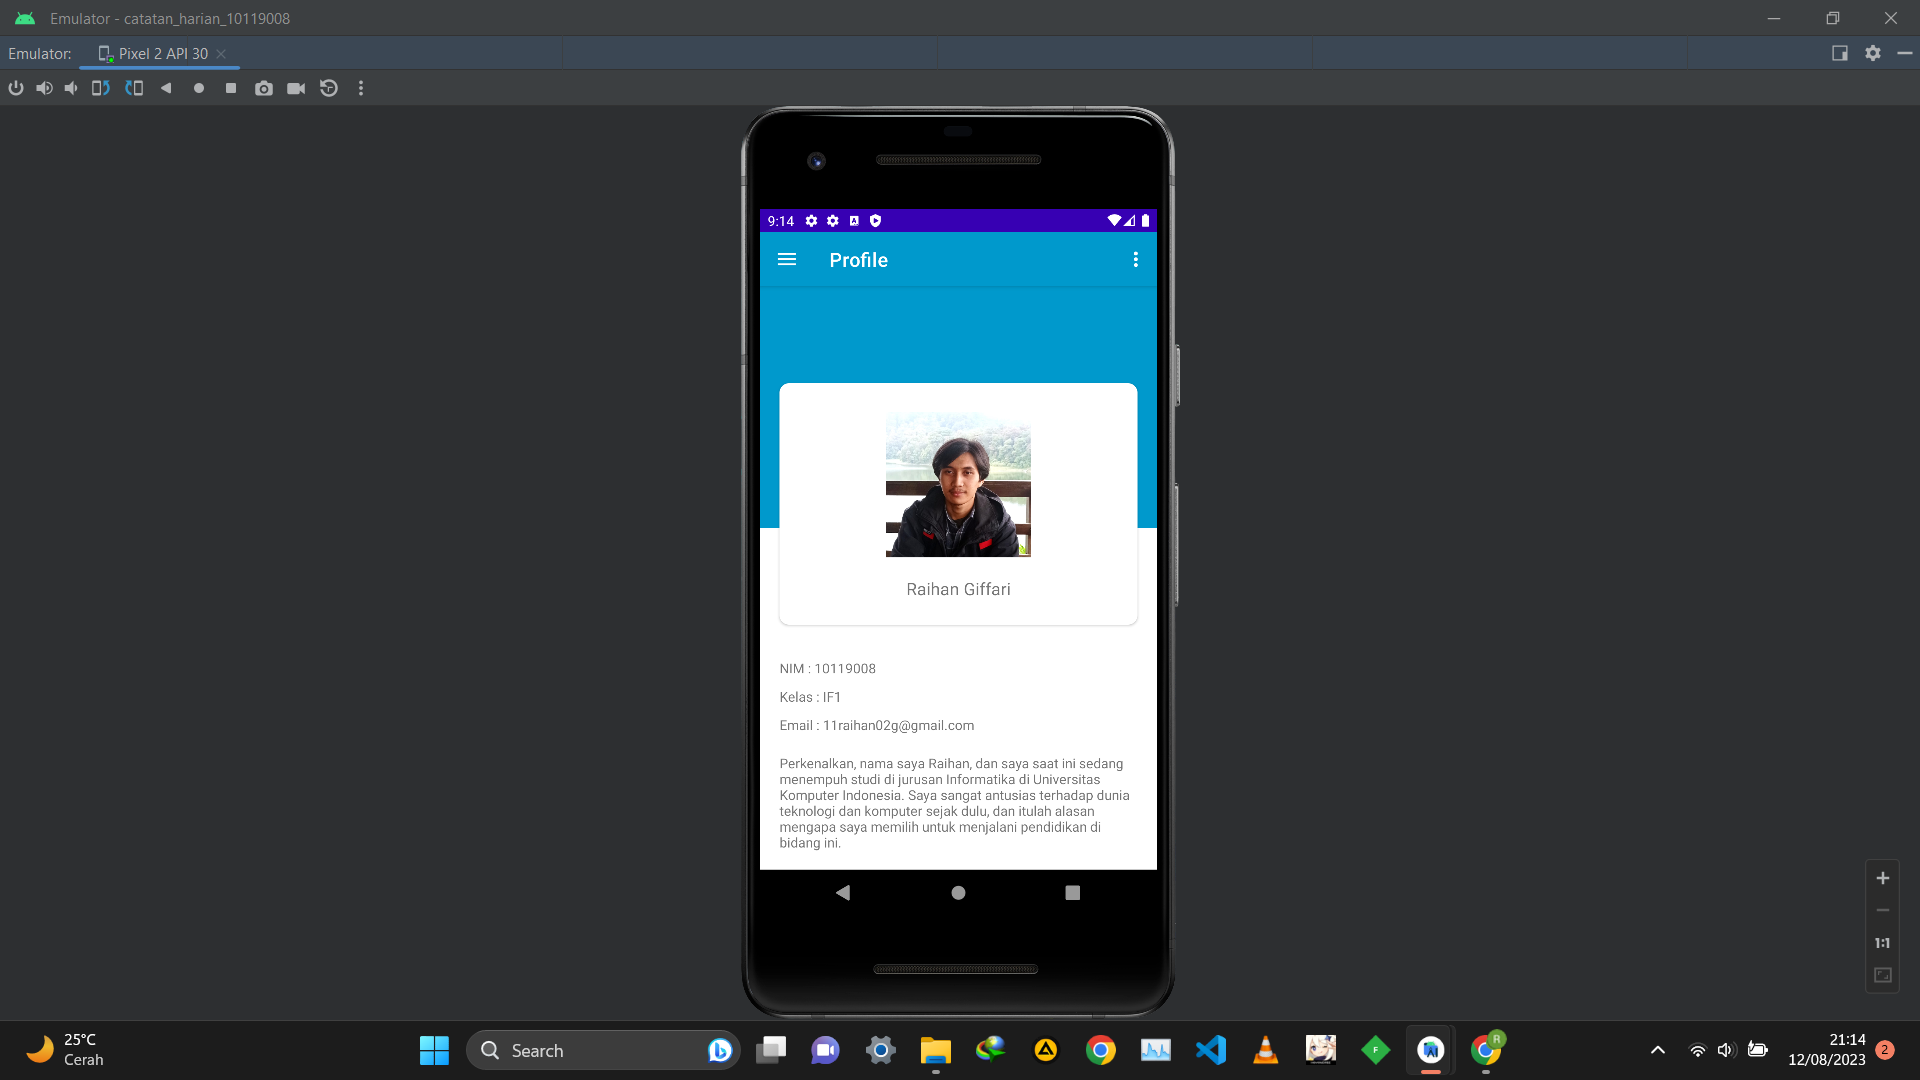 Emulator - catatan_harian_10119008
Emulator:
Pixel 2 API 30
9:14
Profile
Raihan Giffari
NIM : 10119008
Kelas : IF1
Email : 11raihan02g@gmail.com
Perkenalkan, nama saya Raihan, dan saya saat ini sedang
menempuh studi di jurusan Informatika di Universitas
Komputer Indonesia. Saya sangat antusias terhadap dunia
teknologi dan komputer sejak dulu, dan itulah alasan
mengapa saya memilih untuk menjalani pendidikan di
bidang ini.
1:1
25°C
Cerah
Search
R
21:14
12/08/2023
2